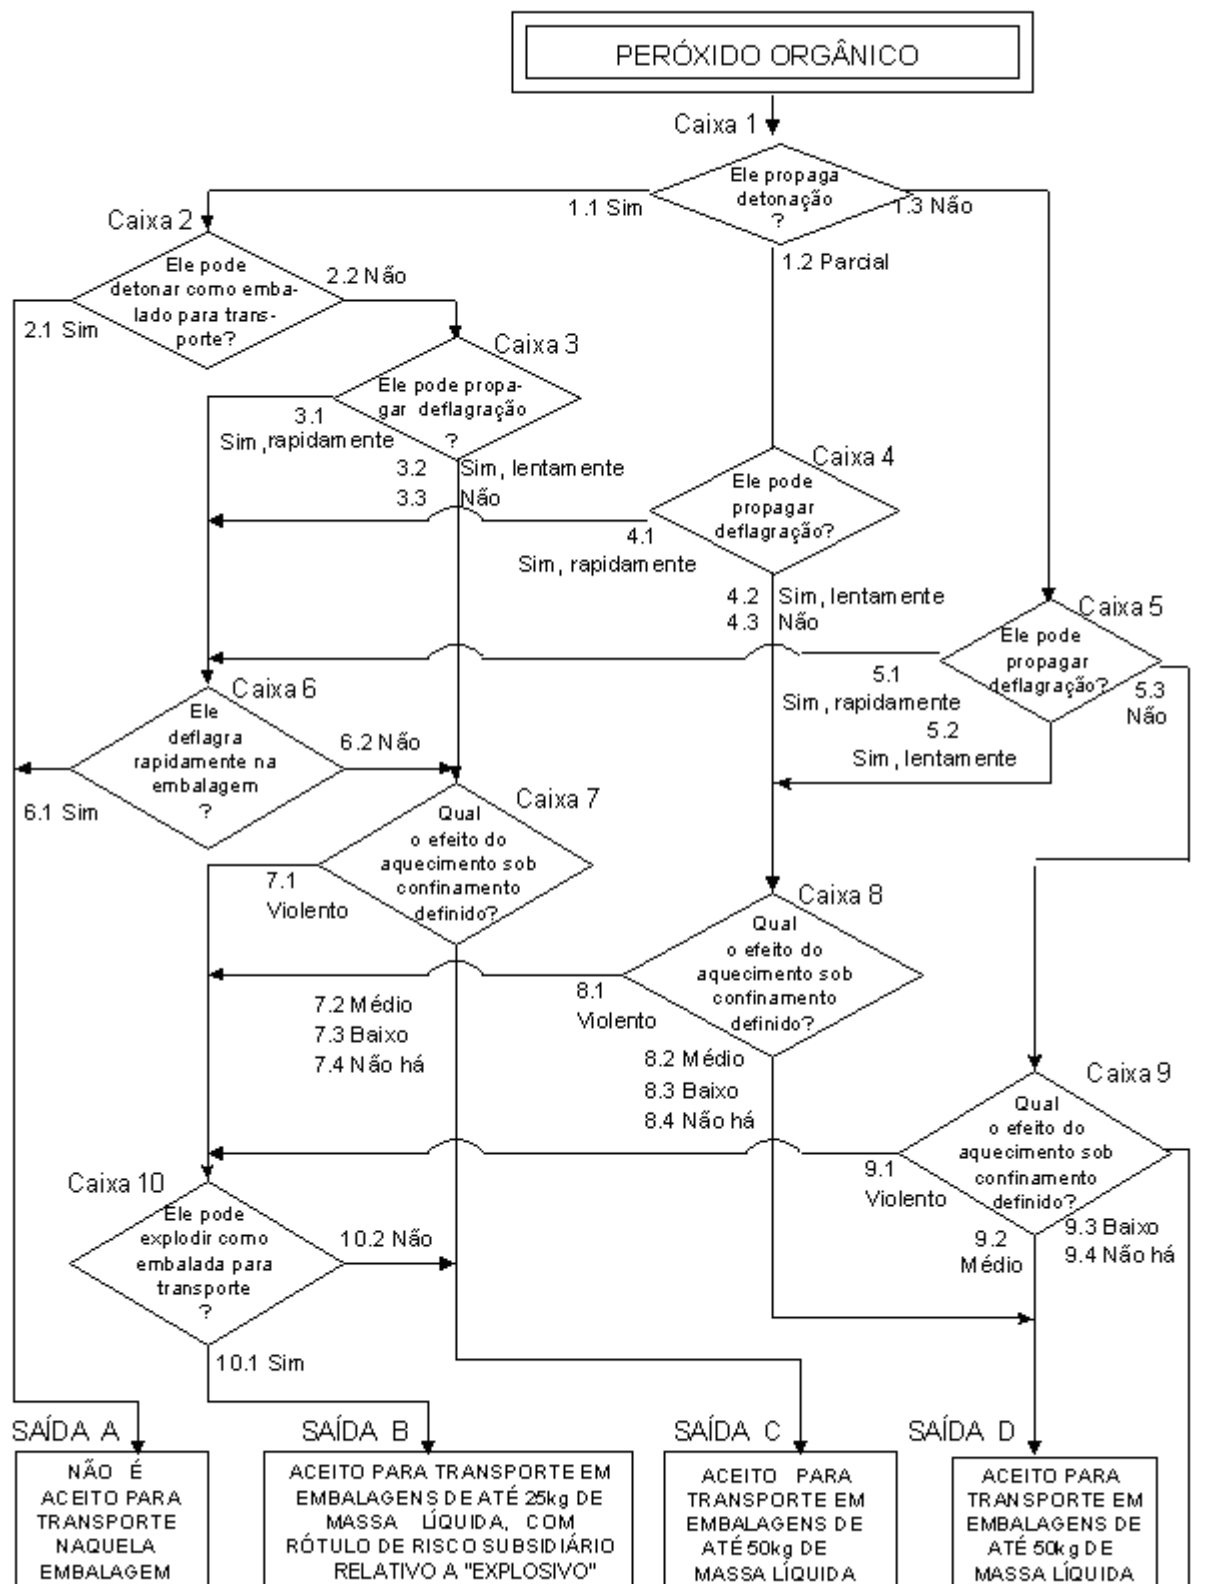 PERÓXIDO ORGÂNICO
Caixa 1
Ele propaga
detonação
?
1.1 Sim
1.3 Não
1.2 Parcial
Caixa 2
Ele pode
detonar como emba-
lado para trans-
porte?
2.1 Sim
2.2 Não
Caixa 3
Ele pode propa-
gar deflagração
?
3.1
Sim, rapidamente
3.2 Sim, lentamente
3.3 Não
Caixa 4
Ele pode
propagar
deflagração?
4.1
Sim, rapidamente
4.2 Sim, lentamente
4.3 Não
Caixa 5
Ele pode
propagar
deflagração?
5.1
Sim, rapidamente
5.2
Sim, lentamente
5.3
Não
Caixa 6
Ele
deflagra
rapidamente na
embalagem
?
6.1 Sim
6.2 Não
Caixa 7
Qual
o efeito do
aquecimento sob
confinamento
definido?
7.1
Violento
7.2 Médio
7.3 Baixo
7.4 Não há
Caixa 8
Qual
o efeito do
aquecimento sob
confinamento
definido?
8.1
Violento
8.2 Médio
8.3 Baixo
8.4 Não há
Caixa 9
Qual
o efeito do
aquecimento sob
confinamento
definido?
9.1
Violento
9.2
Médio
9.3 Baixo
9.4 Não há
Caixa 10
Ele pode
explodir como
embalada para
transporte
?
10.2 Não
10.1 Sim
SAÍDA A
NÃO É
ACEITO PARA
TRANSPORTE
NAQUELA
EMBALAGEM
SAÍDA B
ACEITO PARA TRANSPORTE EM
EMBALAGENS DE ATÉ 25kg DE
MASSA LÍQUIDA, COM
RÓTULO DE RISCO SUBSIDIÁRIO
RELATIVO A "EXPLOSIVO"
SAÍDA C
ACEITO PARA
TRANSPORTE EM
EMBALAGENS DE
ATÉ 50kg DE
MASSA LÍQUIDA
SAÍDA D
ACEITO PARA
TRANSPORTE EM
EMBALAGENS DE
ATÉ 50kg DE
MASSA LÍQUIDA